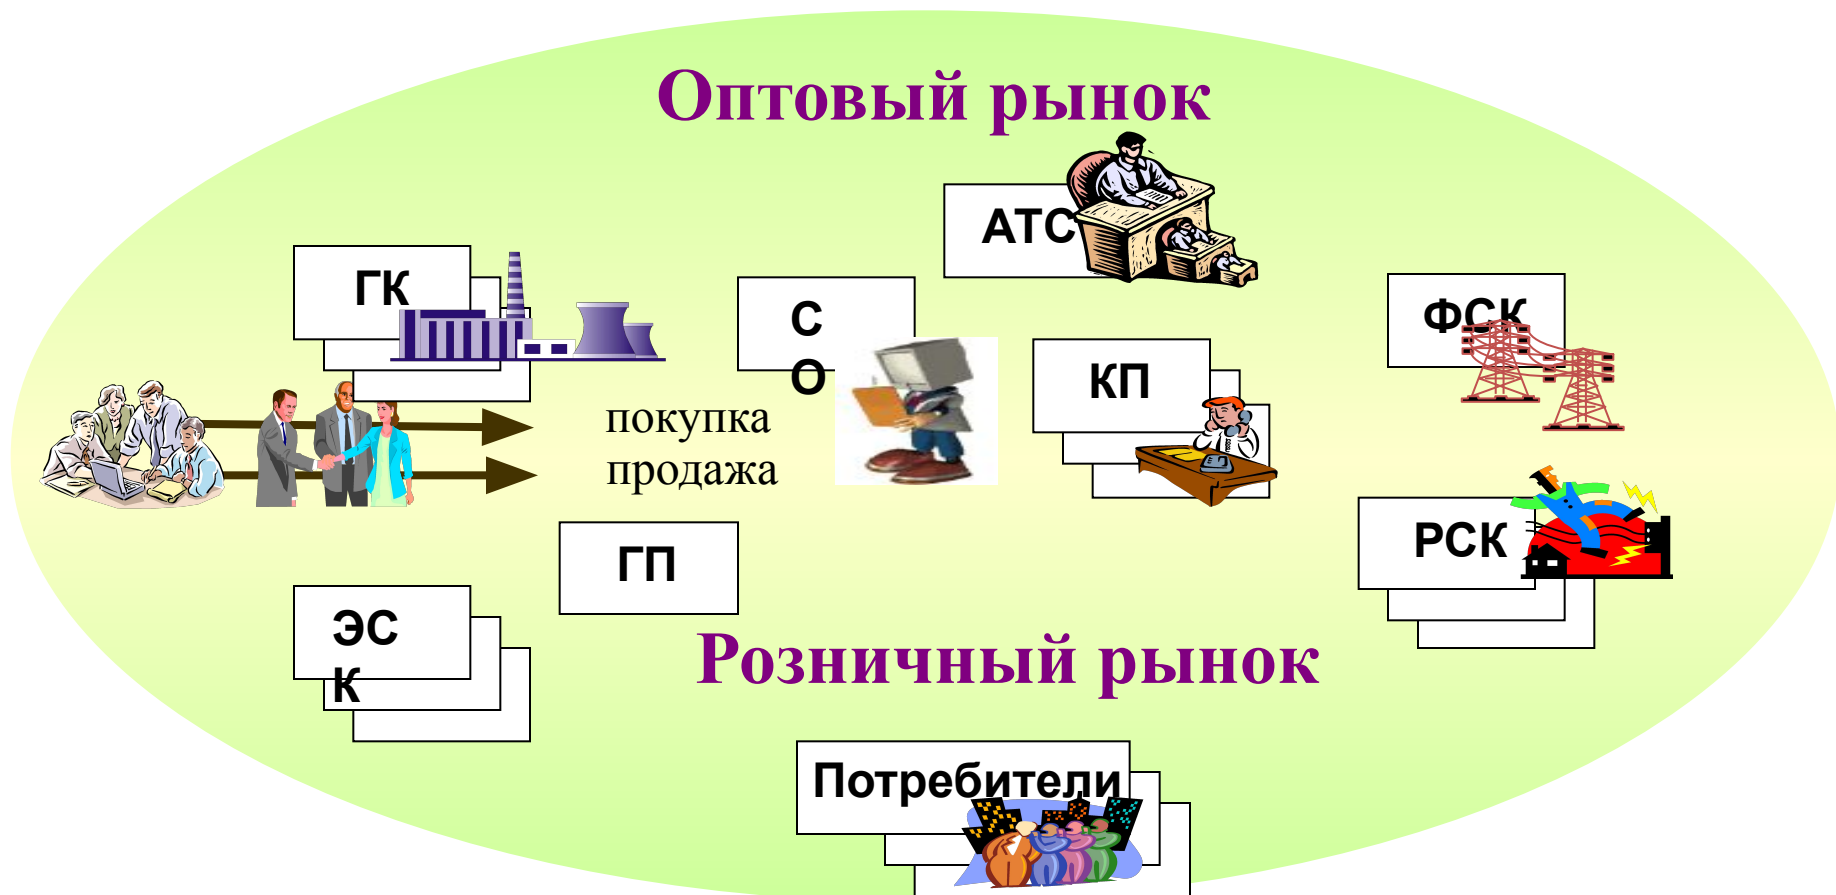 Оптовый рынок
АТС
ГК
С
О
ФСК
КП
покупка
продажа
РСК
ГП
ЭС
К
Розничный рынок
Потребители